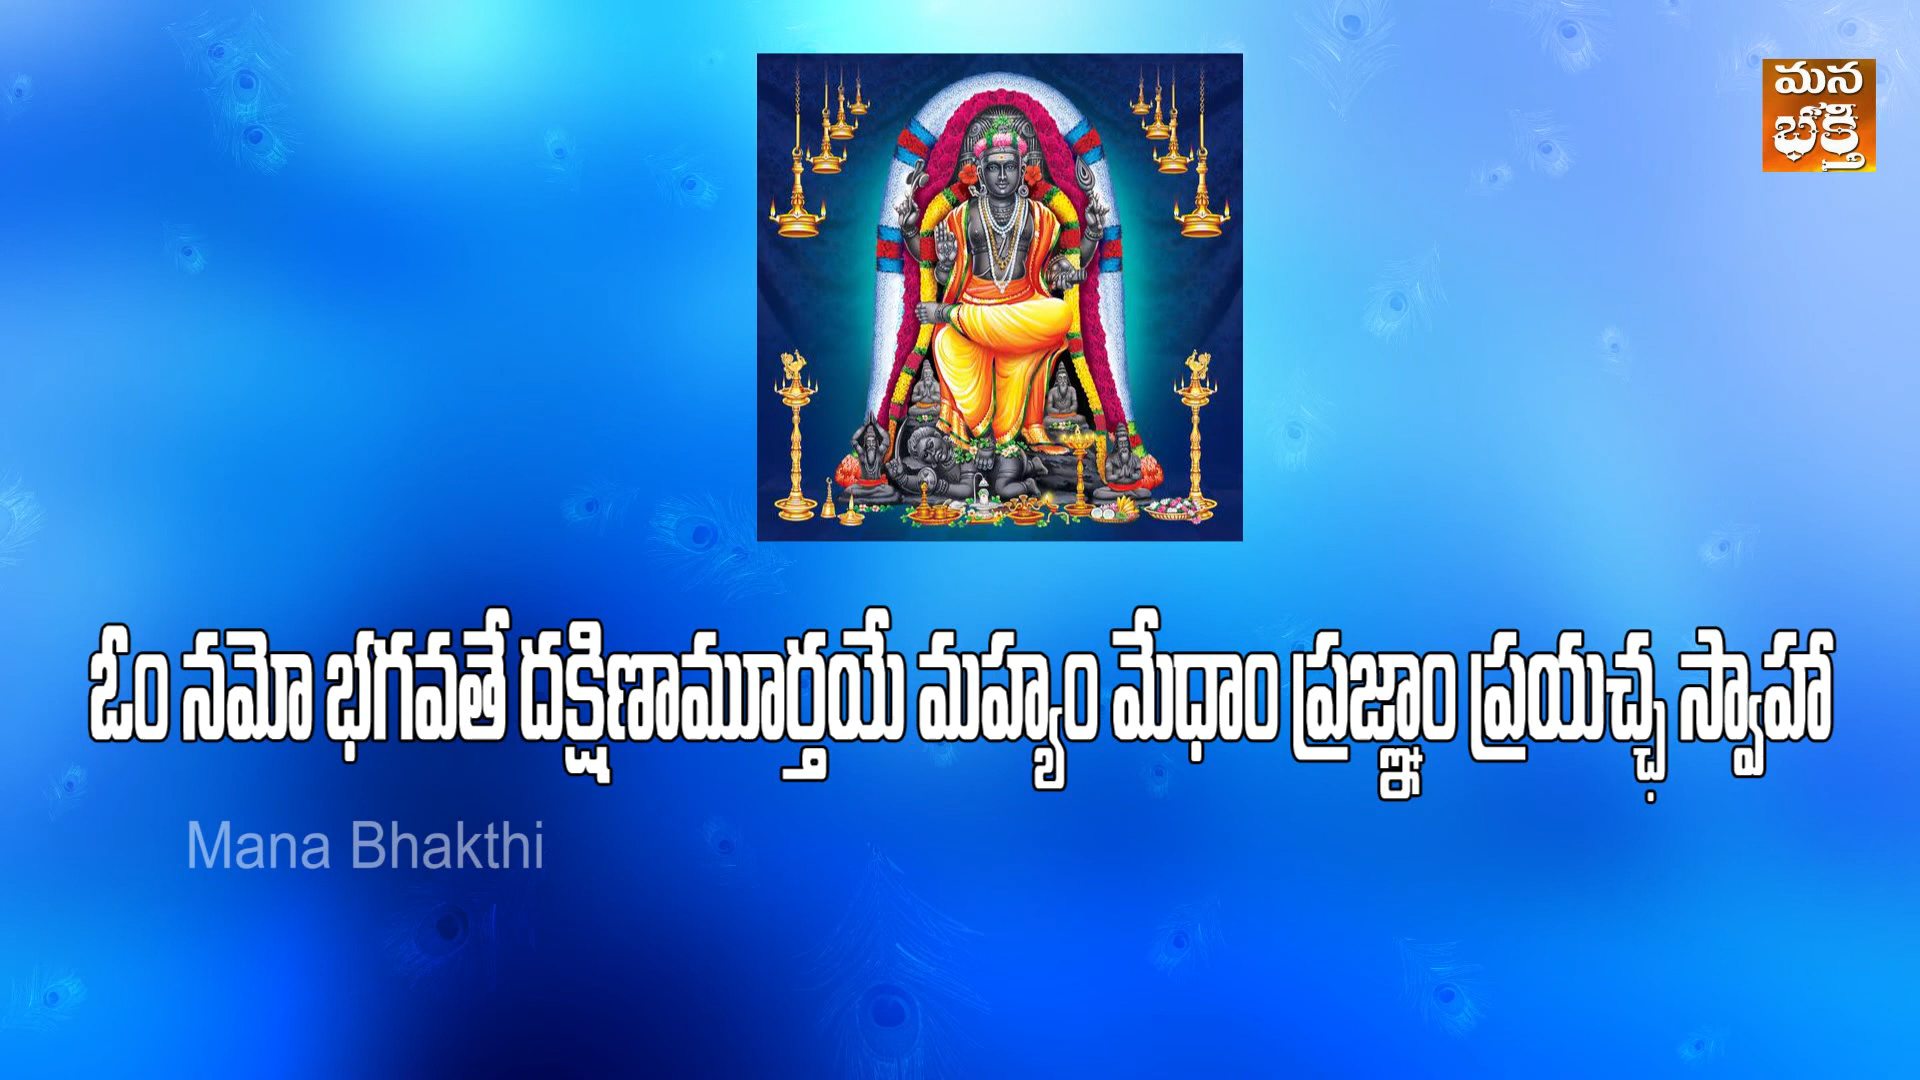 మన
భక్తి
ఓం నమో భగవతే దక్షిణామూర్తయే మహ్యం మేధాం ప్రజ్ఞాం ప్రయచ్ఛ స్వాహా
Mana Bhakthi